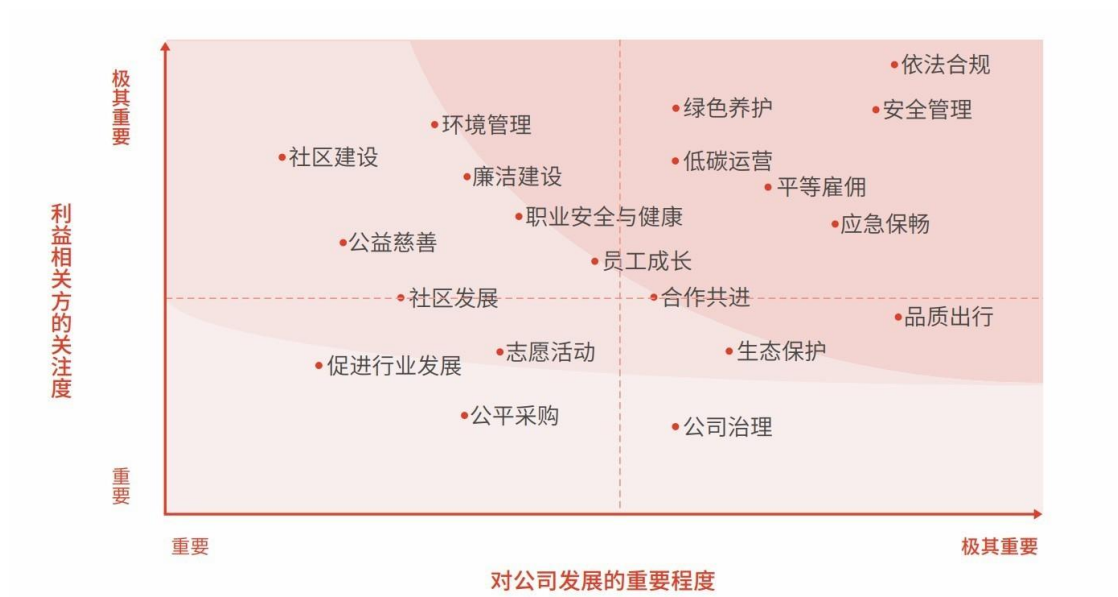 极其重要
依法合规
绿色养护
安全管理
环境管理
社区建设
低碳运营
廉洁建设
平等雇佣
职业安全与健康
应急保畅
公益慈善
员工成长
利益相关方的关注度
社区发展
合作共进
品质出行
志愿活动
生态保护
促进行业发展
公平采购
公司治理
重要
重要
极其重要
对公司发展的重要程度